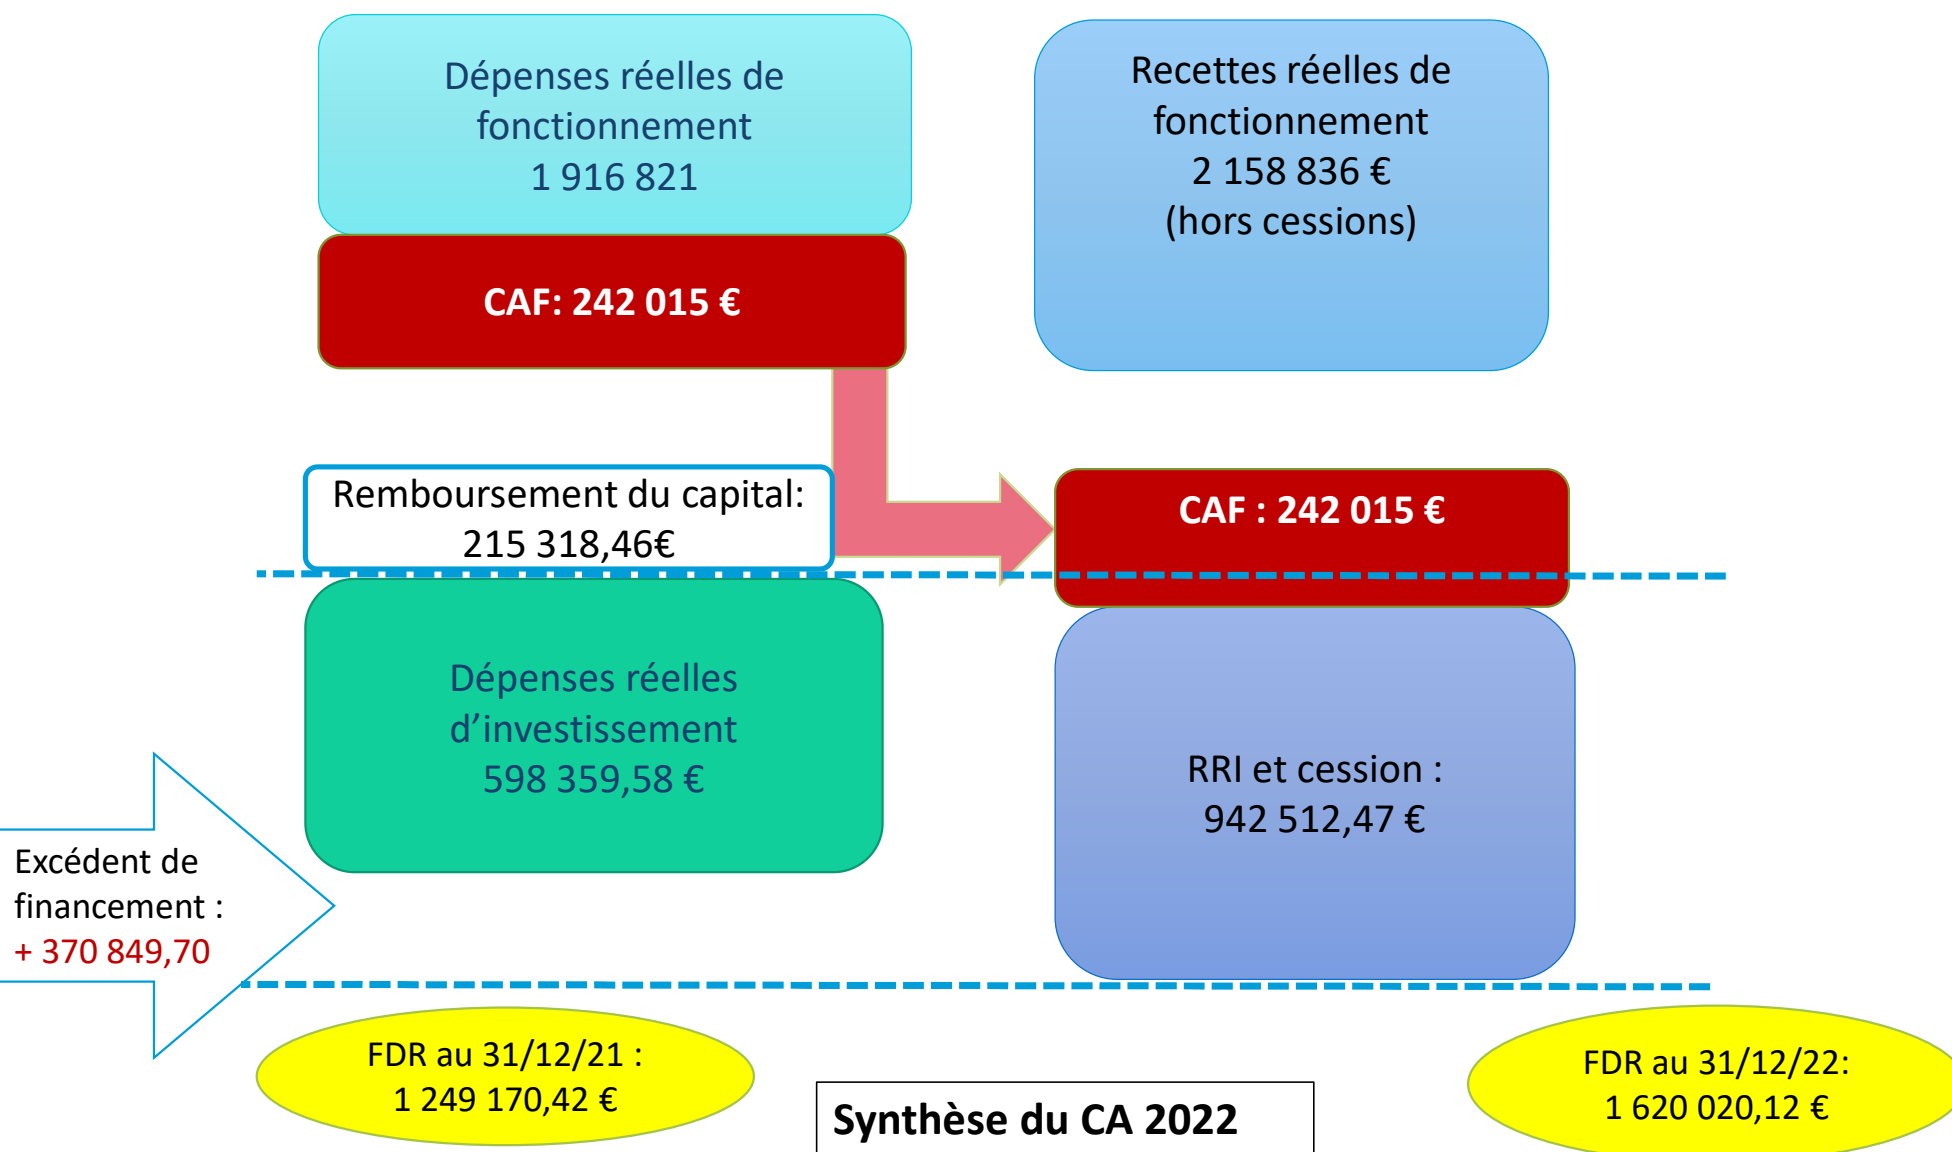 Dépenses réelles de
fonctionnement
1 916 821
Recettes réelles de
fonctionnement
2 158 836 €
(hors cessions)
CAF: 242 015 €
Remboursement du capital:
215 318,46€
CAF : 242 015 €
Dépenses réelles
d’investissement
598 359,58 €
RRI et cession :
942 512,47 €
Excédent de
financement :
+ 370 849,70
FDR au 31/12/21 :
1 249 170,42 €
FDR au 31/12/22:
1 620 020,12 €
Synthèse du CA 2022